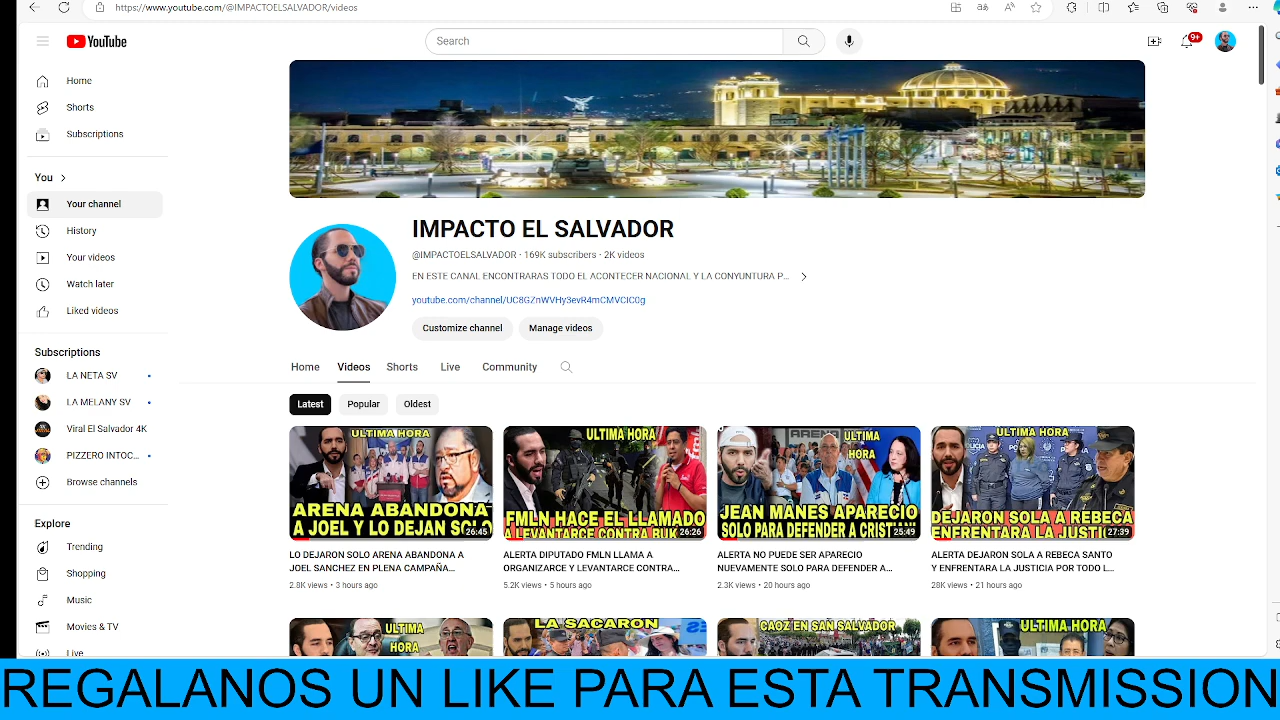 https://www.youtube.com/@IMPACTOELSALVADOR/videos
YouTube
Search
9+
Home
Shorts
Subscriptions
You
Your channel
History
Your videos
Watch later
Liked videos
Subscriptions
LA NETA SV
LA MELANY SV
Viral El Salvador 4K
PIZZERO INTOC...
Browse channels
Explore
Trending
Shopping
Music
Movies & TV
Live
IMPACTO EL SALVADOR
@IMPACTOELSALVADOR · 169K subscribers · 2K videos
EN ESTE CANAL ENCONTRARAS TODO EL ACONTECER NACIONAL Y LA CONYUNTURA P...
youtube.com/channel/UC8GZnWVHy3evR4mCMVCIC0g
Customize channel
Manage videos
Home Videos Shorts Live Community
Latest Popular Oldest
ULTIMA HORA
ARENA ABANDONA
A JOEL Y LO DEJAN SOLO
26:45
LO DEJARON SOLO ARENA ABANDONA A
JOEL SANCHEZ EN PLENA CAMPAÑA...
2.8K views • 3 hours ago
ULTIMA HORA
FMLN HACE EL LLAMADO
A LEVANTARCE CONTRA BUK
26:26
ALERTA DIPUTADO FMLN LLAMA A
ORGANIZARCE Y LEVANTARCE CONTRA...
5.2K views • 5 hours ago
ARENA
ULTIMA
HORA
JEAN MANES APARECIO
SOLO PARA DEFENDER A CRISTIANI
25:49
ALERTA NO PUEDE SER APARECIO
NUEVAMENTE SOLO PARA DEFENDER A...
2.3K views • 20 hours ago
ULTIMA HORA
DEJARON SOLA A REBECA
ENFRENTARA LA JUSTICIA
27:39
ALERTA DEJARON SOLA A REBECA SANTO
Y ENFRENTARA LA JUSTICIA POR TODO L...
28K views • 21 hours ago
ULTIMA
HORA
LA SACARON
CAOZ EN SAN SALVADOR
ULTIMA HORA
REGALANOS UN LIKE PARA ESTA TRANSMISSION